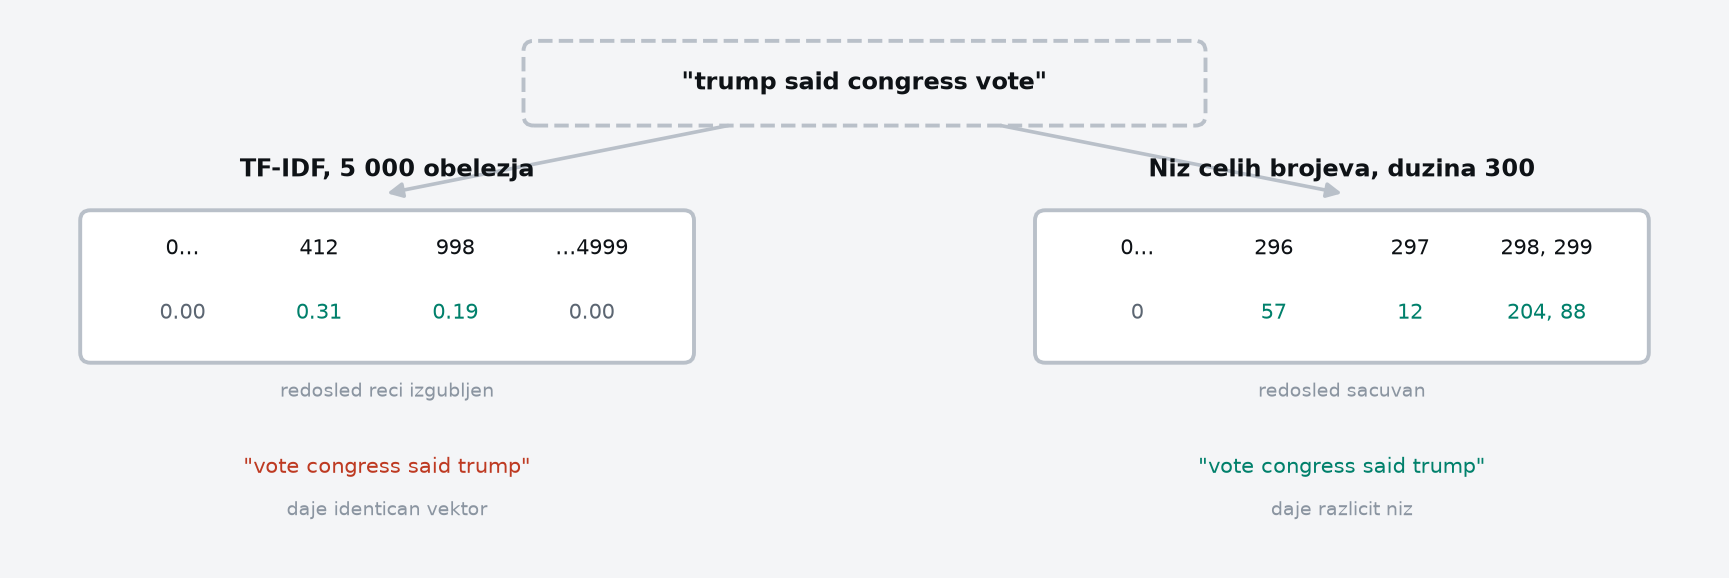 "trump said congress vote"
TF-IDF, 5 000 obelezja
0... 412 998 ...4999
0.00 0.31 0.19 0.00
redosled reci izgubljen
"vote congress said trump"
daje identican vektor
Niz celih brojeva, duzina 300
0... 296 297 298, 299
0 57 12 204, 88
redosled sacuvan
"vote congress said trump"
daje razlicit niz